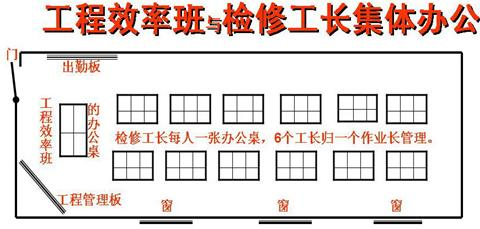 工程效率班与检修工长集体办公
门
出勤板
工程效率班
的办公桌
检修工长每人一张办公桌，6个工长归一个作业长管理。
工程管理板
窗
窗
窗